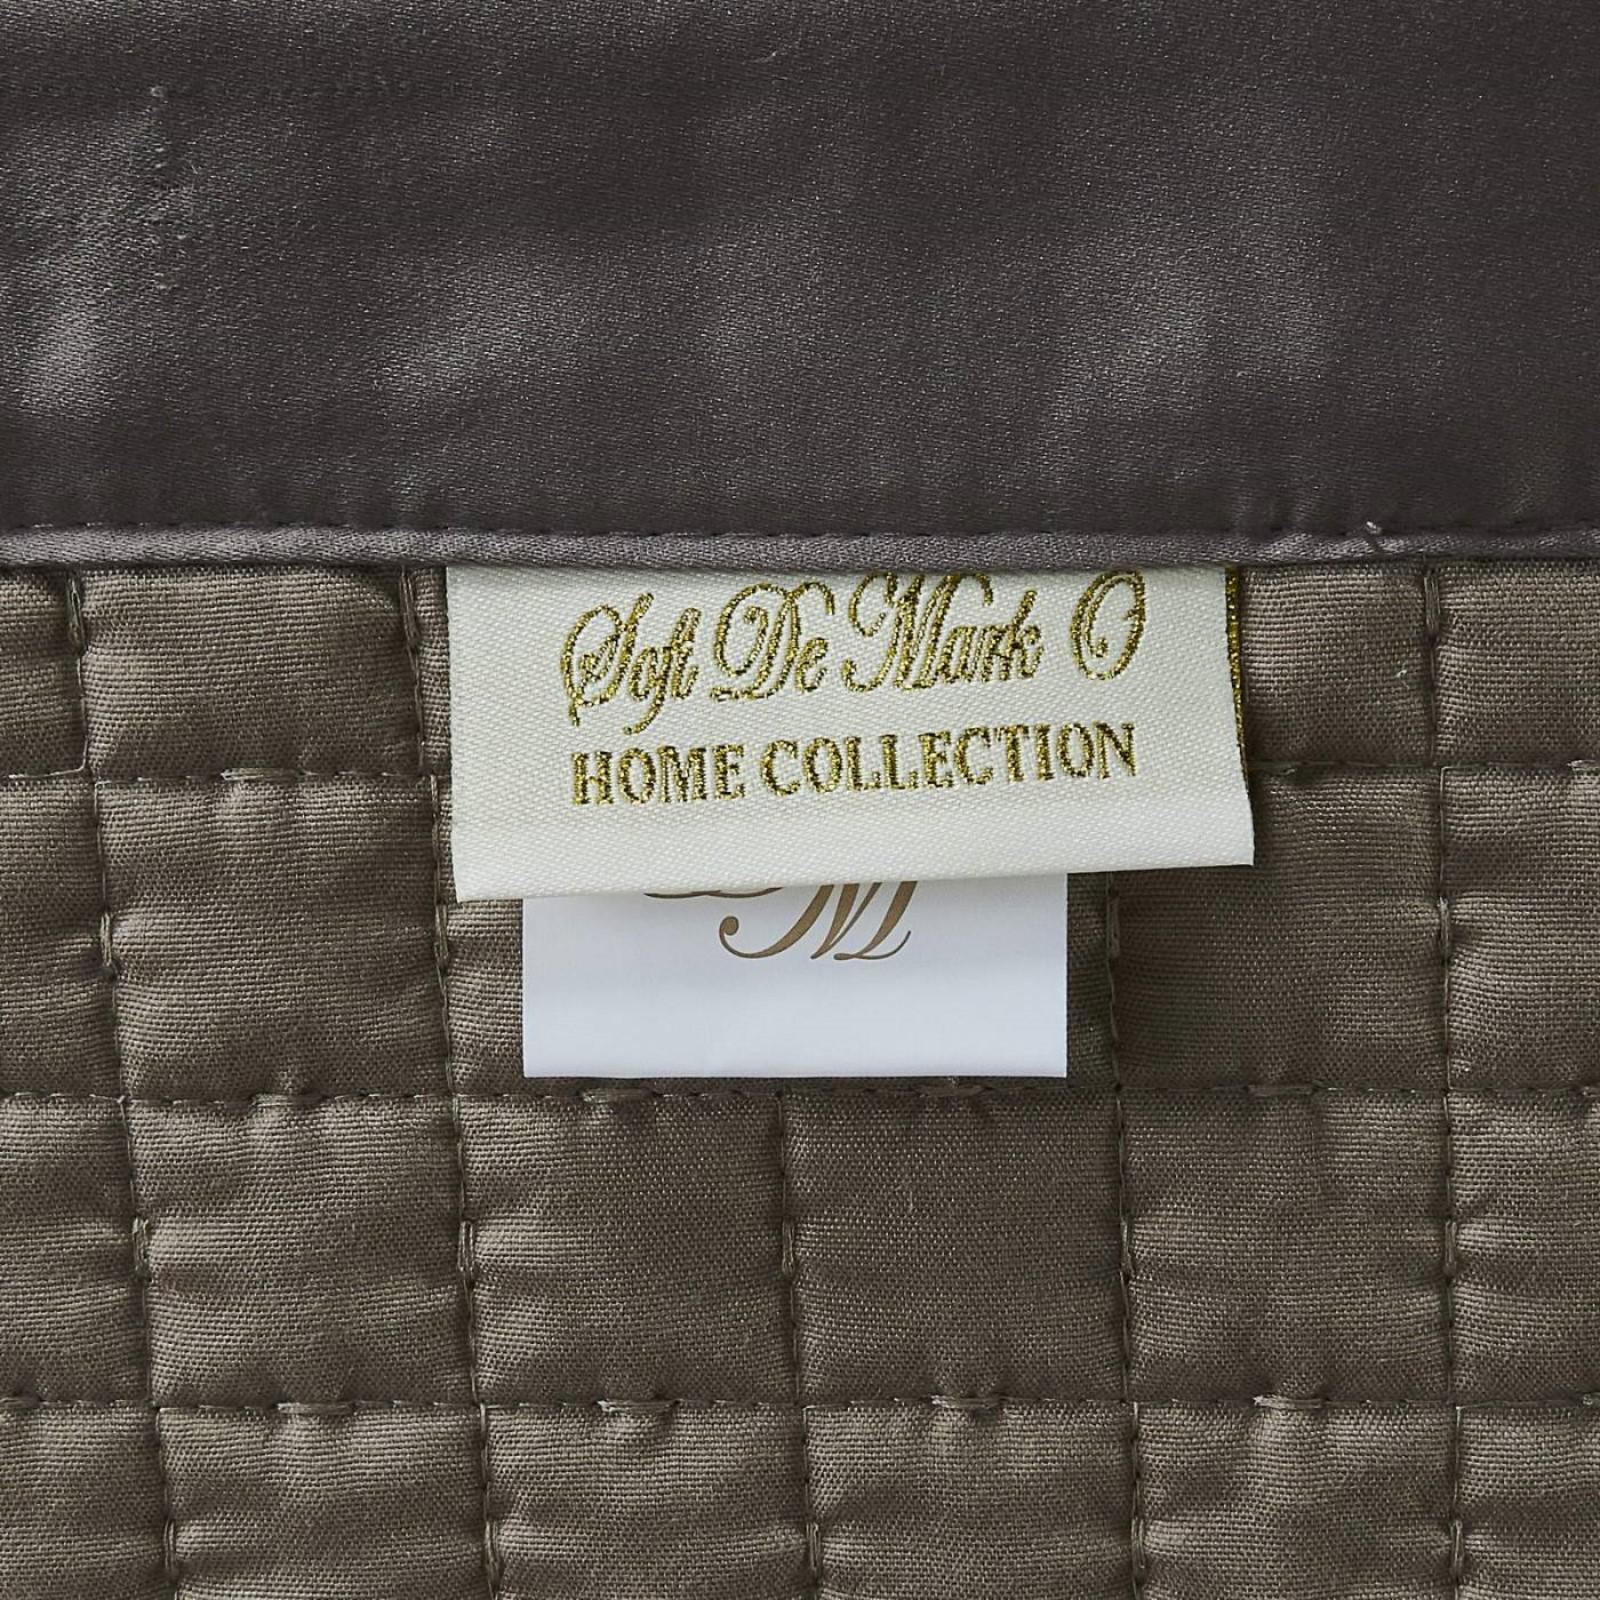 Soft De Mark O
HOME COLLECTION
M